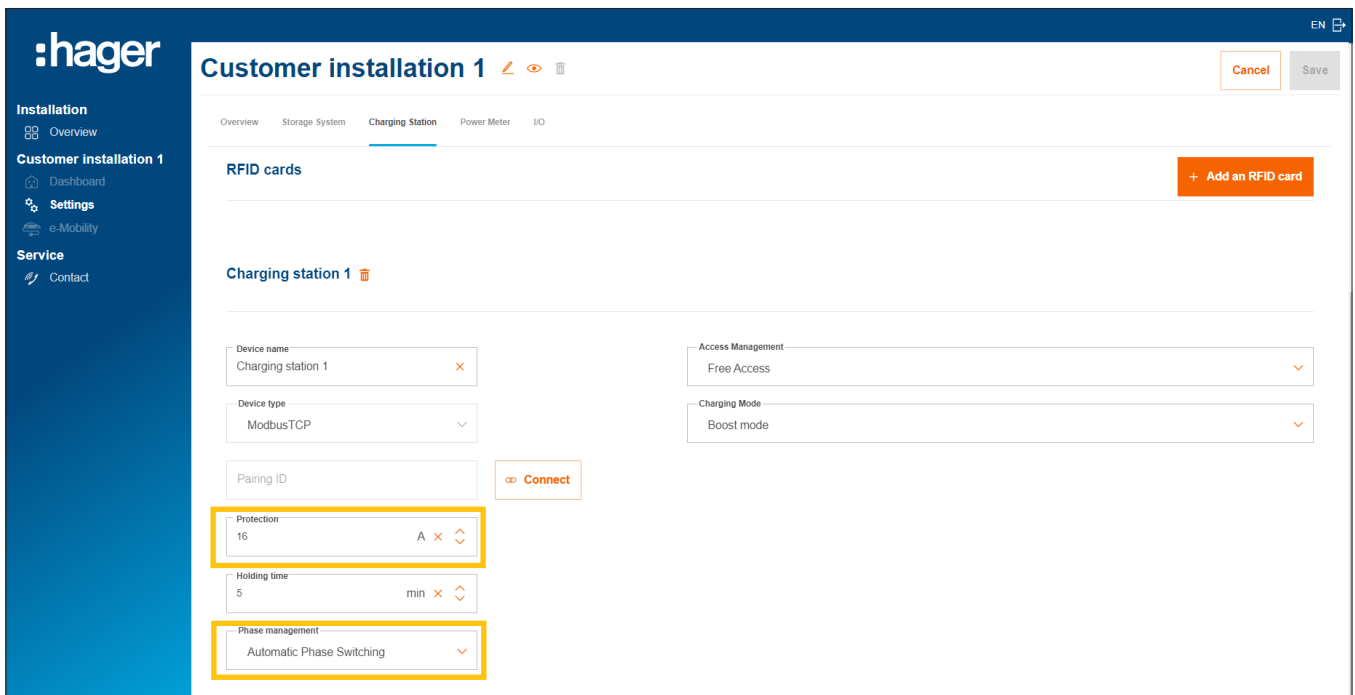 EN
:hager
Customer installation 1
Cancel
Save
Installation
Overview
Customer installation 1
Dashboard
Settings
e-Mobility
Service
Contact
Overview Storage System Charging Station Power Meter I/O
RFID cards
+ Add an RFID card
Charging station 1
Device name
Charging station 1
Access Management
Free Access
Device type
ModbusTCP
Charging Mode
Boost mode
Pairing ID
Connect
Protection
16 A
Holding time
5 min
Phase management
Automatic Phase Switching